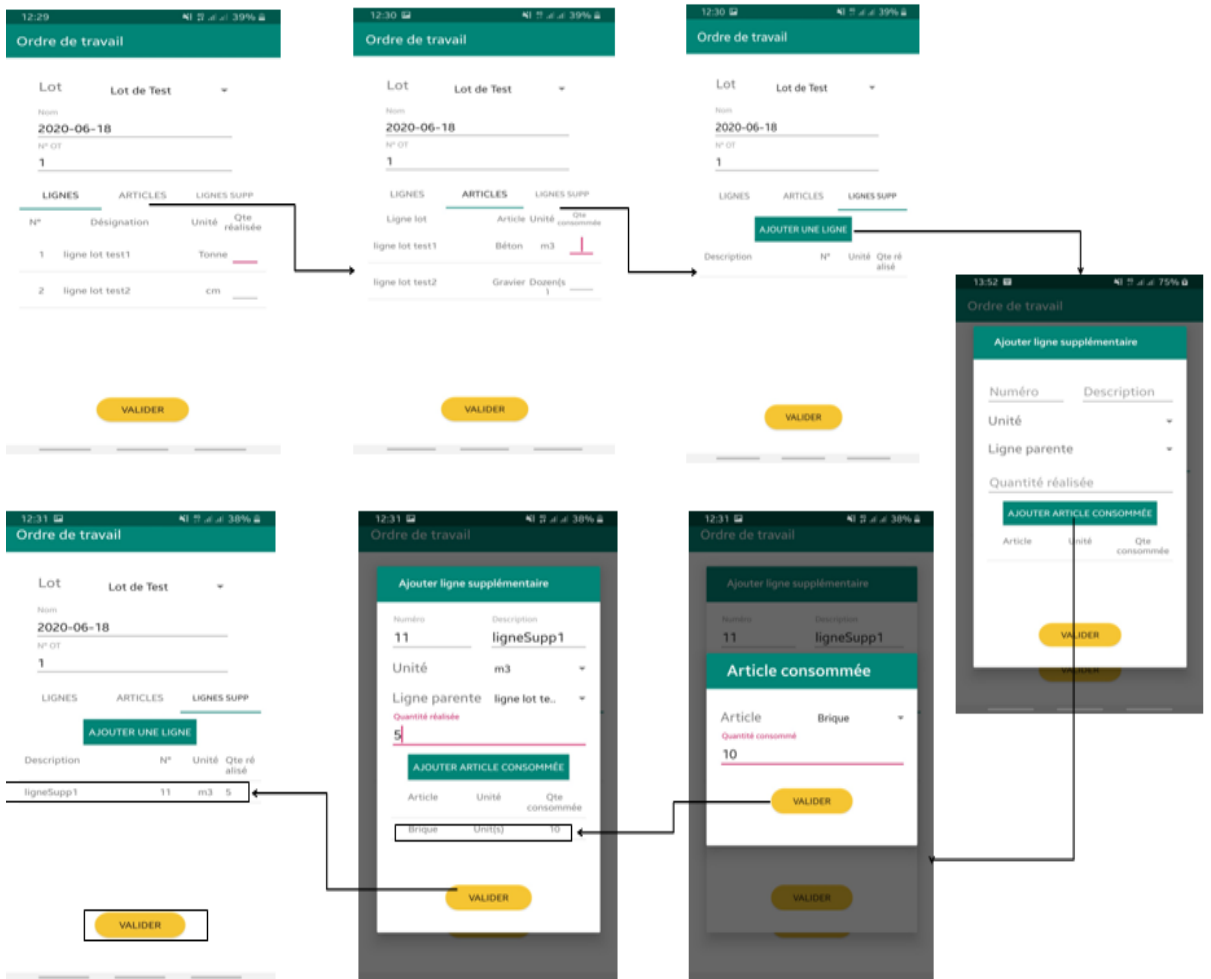 12:29
39%
Ordre de travail
Lot Lot de Test
Nom
2020-06-18
N° OT
1
LIGNES ARTICLES LIGNES SUPP
N° Désignation Unité Qte réalisée
1 ligne lot test1 Tonne
2 ligne lot test2 cm
VALIDER
12:30
39%
Ordre de travail
Lot Lot de Test
Nom
2020-06-18
N° OT
1
LIGNES ARTICLES LIGNES SUPP
Ligne lot Article Unité Qte consommée
ligne lot test1 Béton m3
ligne lot test2 Gravier Dozen(s
)
VALIDER
12:30
39%
Ordre de travail
Lot Lot de Test
Nom
2020-06-18
N° OT
1
LIGNES ARTICLES LIGNES SUPP
AJOUTER UNE LIGNE
Description N° Unité Qte ré
alisé
VALIDER
13:52
75%
Ordre de travail
Ajouter ligne supplémentaire
Numéro Description
Unité
Ligne parente
Quantité réalisée
AJOUTER ARTICLE CONSOMMÉE
Article Unité Qte
consommée
VALIDER
12:31
38%
Ordre de travail
Lot Lot de Test
Nom
2020-06-18
N° OT
1
LIGNES ARTICLES LIGNES SUPP
AJOUTER UNE LIGNE
Description N° Unité Qte ré
alisé
ligneSupp1 11 m3 5
VALIDER
12:31
38%
Ordre de travail
Ajouter ligne supplémentaire
Numéro Description
11 ligneSupp1
Unité m3
Ligne parente ligne lot te..
Quantité réalisée
5
AJOUTER ARTICLE CONSOMMÉE
Article Unité Qte
consommée
Brique Unit(s) 10
VALIDER
12:31
38%
Ordre de travail
Ajouter ligne supplémentaire
Numéro Description
11 ligneSupp1
Article consommée
Article Brique
Quantité consommé
10
VALIDER
VALIDER